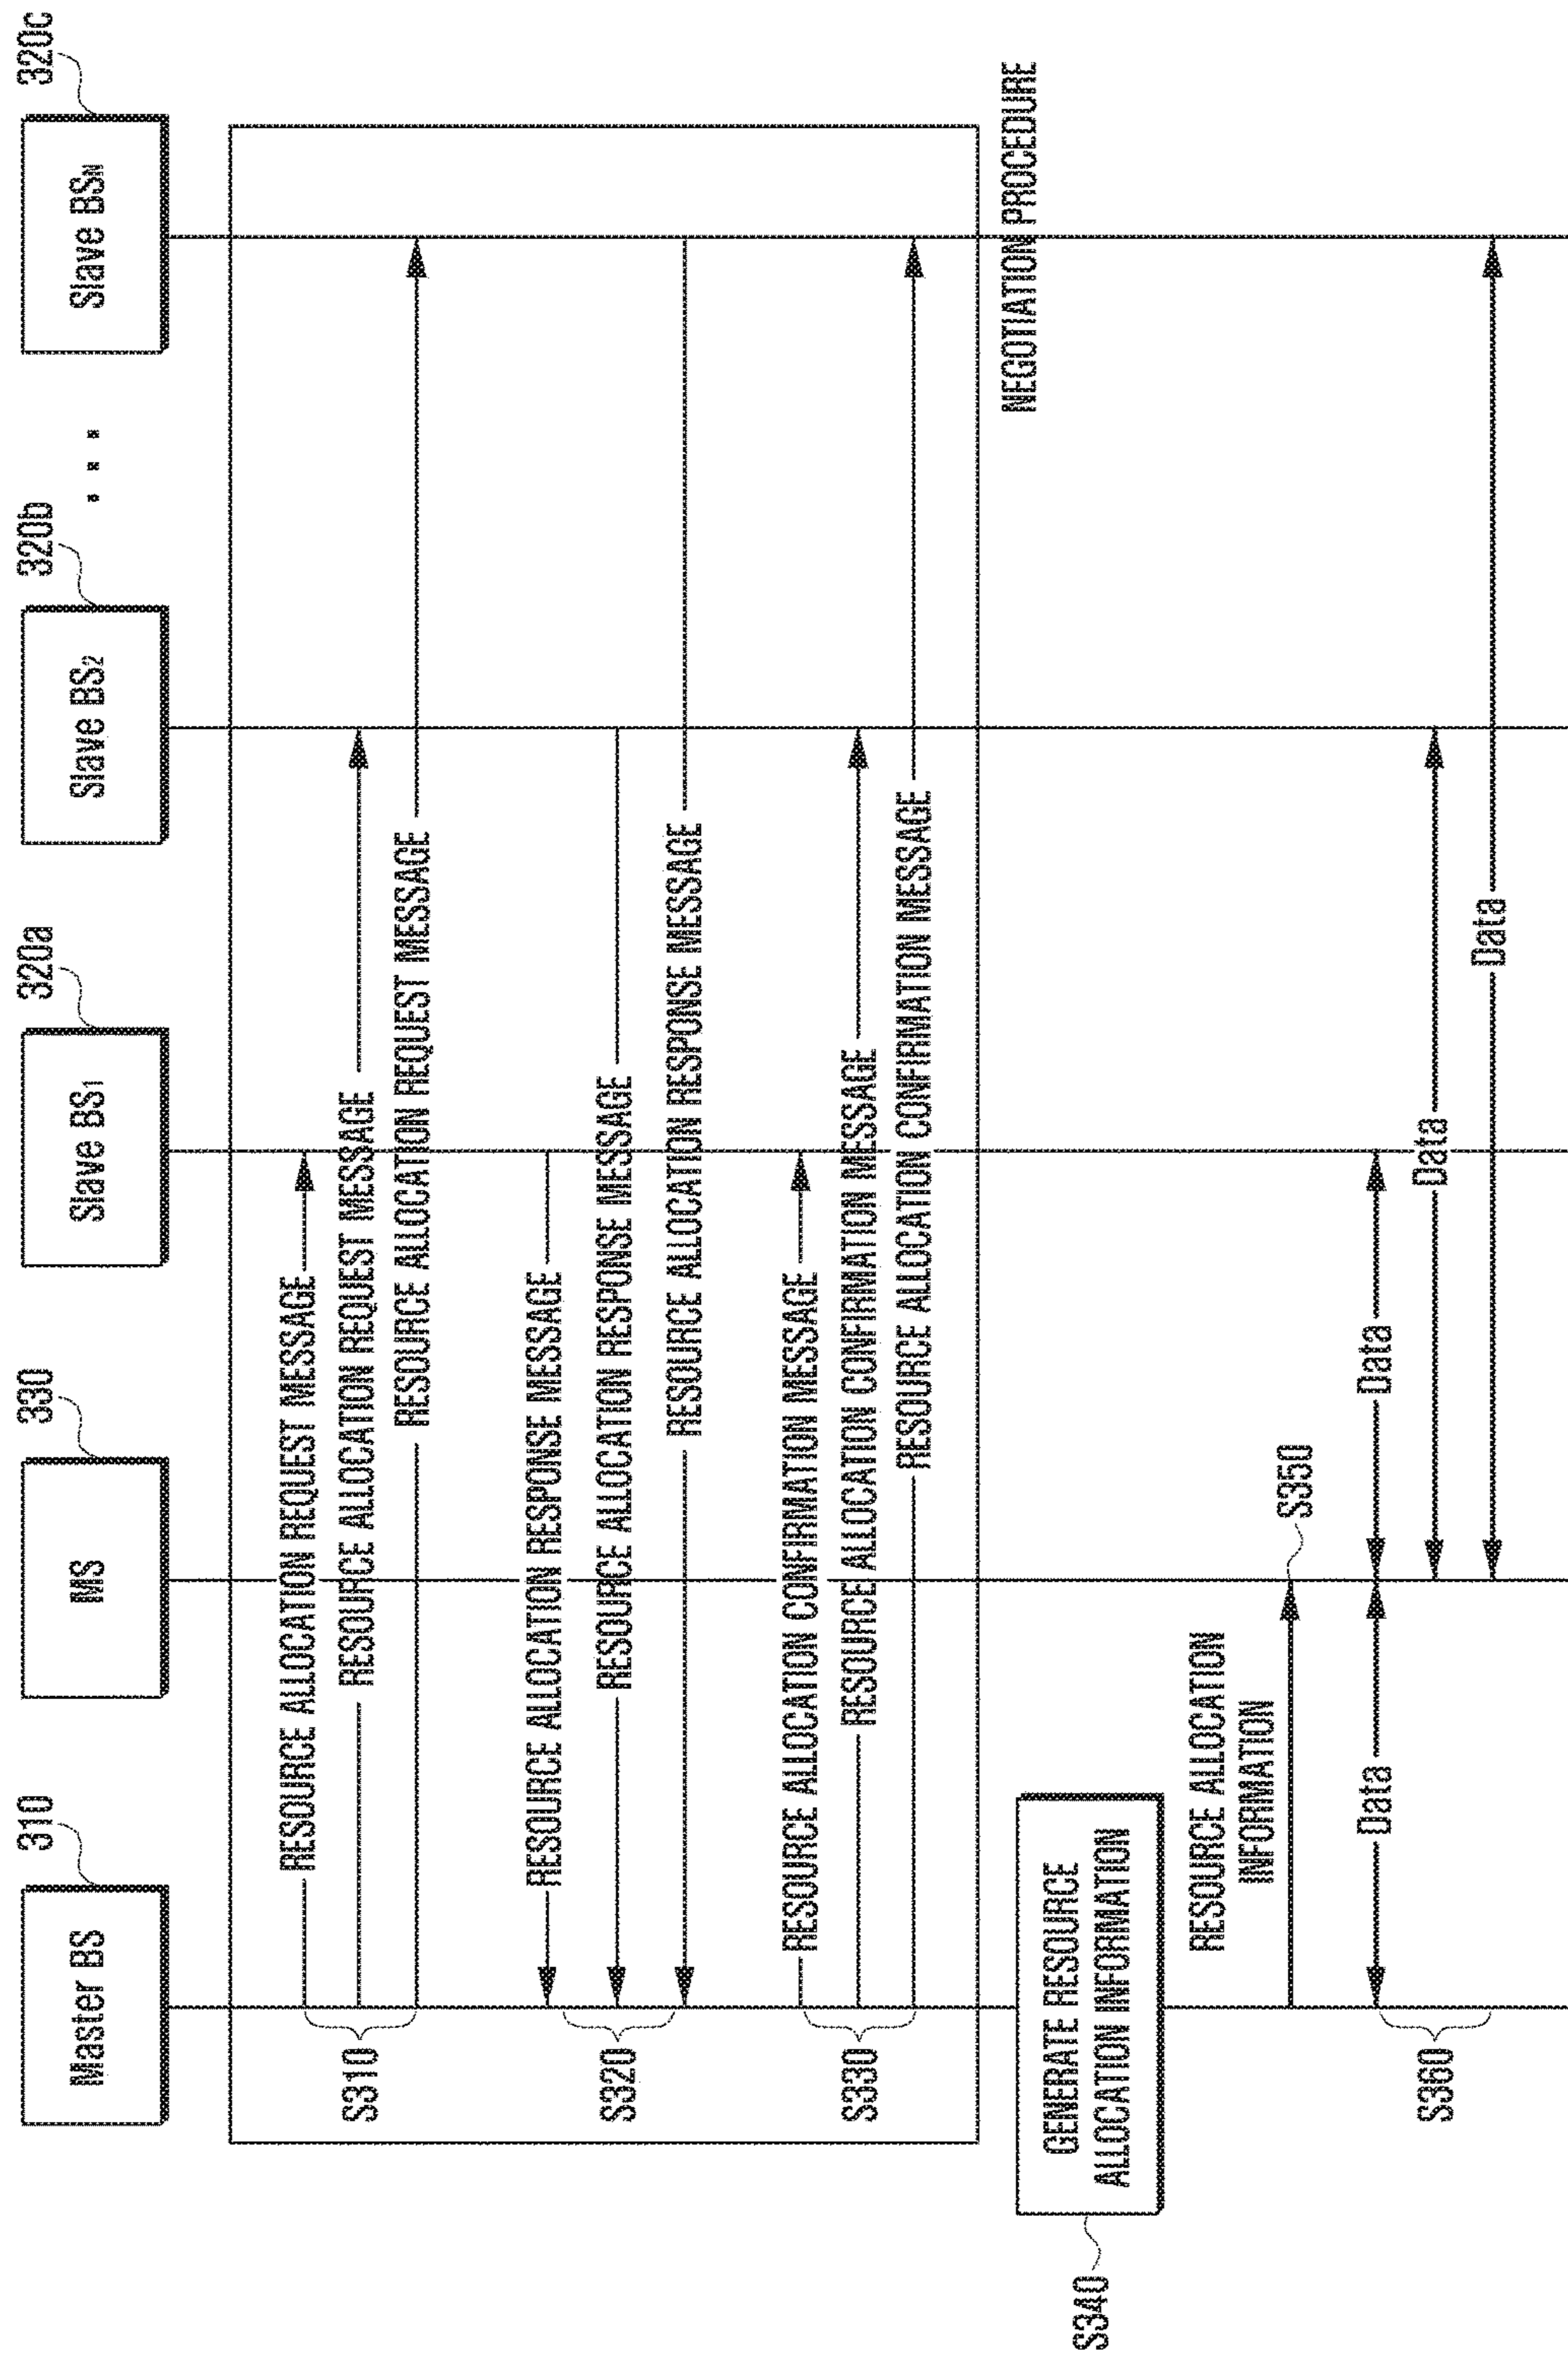 310
330
320a
320b
320c
Master BS
MS
Slave BS1
Slave BS2
. . .
Slave BSN
RESOURCE ALLOCATION REQUEST MESSAGE
RESOURCE ALLOCATION REQUEST MESSAGE
RESOURCE ALLOCATION REQUEST MESSAGE
S310
RESOURCE ALLOCATION RESPONSE MESSAGE
RESOURCE ALLOCATION RESPONSE MESSAGE
RESOURCE ALLOCATION RESPONSE MESSAGE
S320
RESOURCE ALLOCATION CONFIRMATION MESSAGE
RESOURCE ALLOCATION CONFIRMATION MESSAGE
RESOURCE ALLOCATION CONFIRMATION MESSAGE
S330
NEGOTIATION PROCEDURE
S340
GENERATE RESOURCE
ALLOCATION INFORMATION
RESOURCE ALLOCATION
INFORMATION
S350
Data
Data
Data
Data
S360